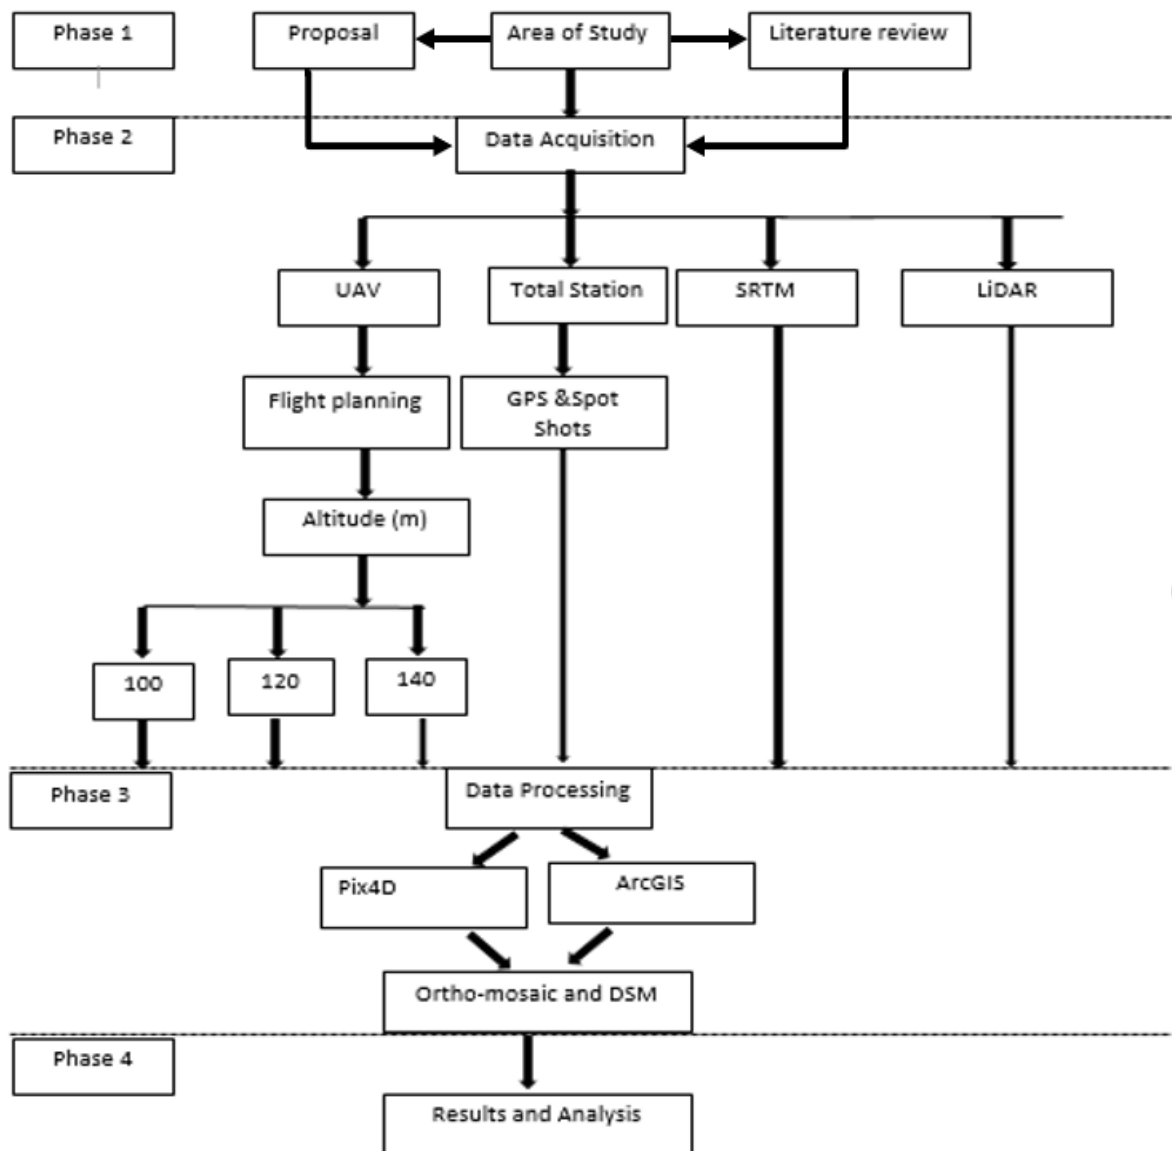 Phase 1
Proposal
Area of Study
Literature review
Phase 2
Data Acquisition
UAV
Total Station
SRTM
LiDAR
Flight planning
GPS &Spot
Shots
Altitude (m)
100
120
140
Phase 3
Data Processing
Pix4D
ArcGIS
Ortho-mosaic and DSM
Phase 4
Results and Analysis